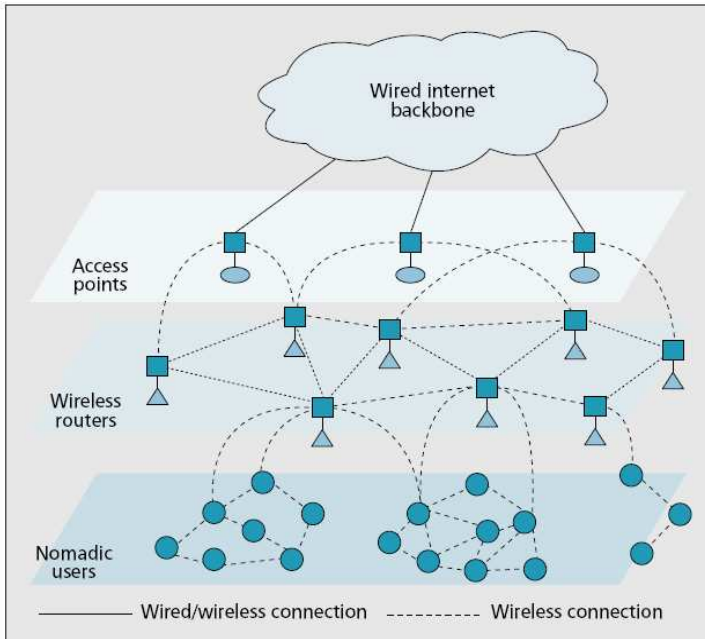 Wired internet
backbone
Access
points
Wireless
routers
Nomadic
users
Wired/wireless connection
Wireless connection